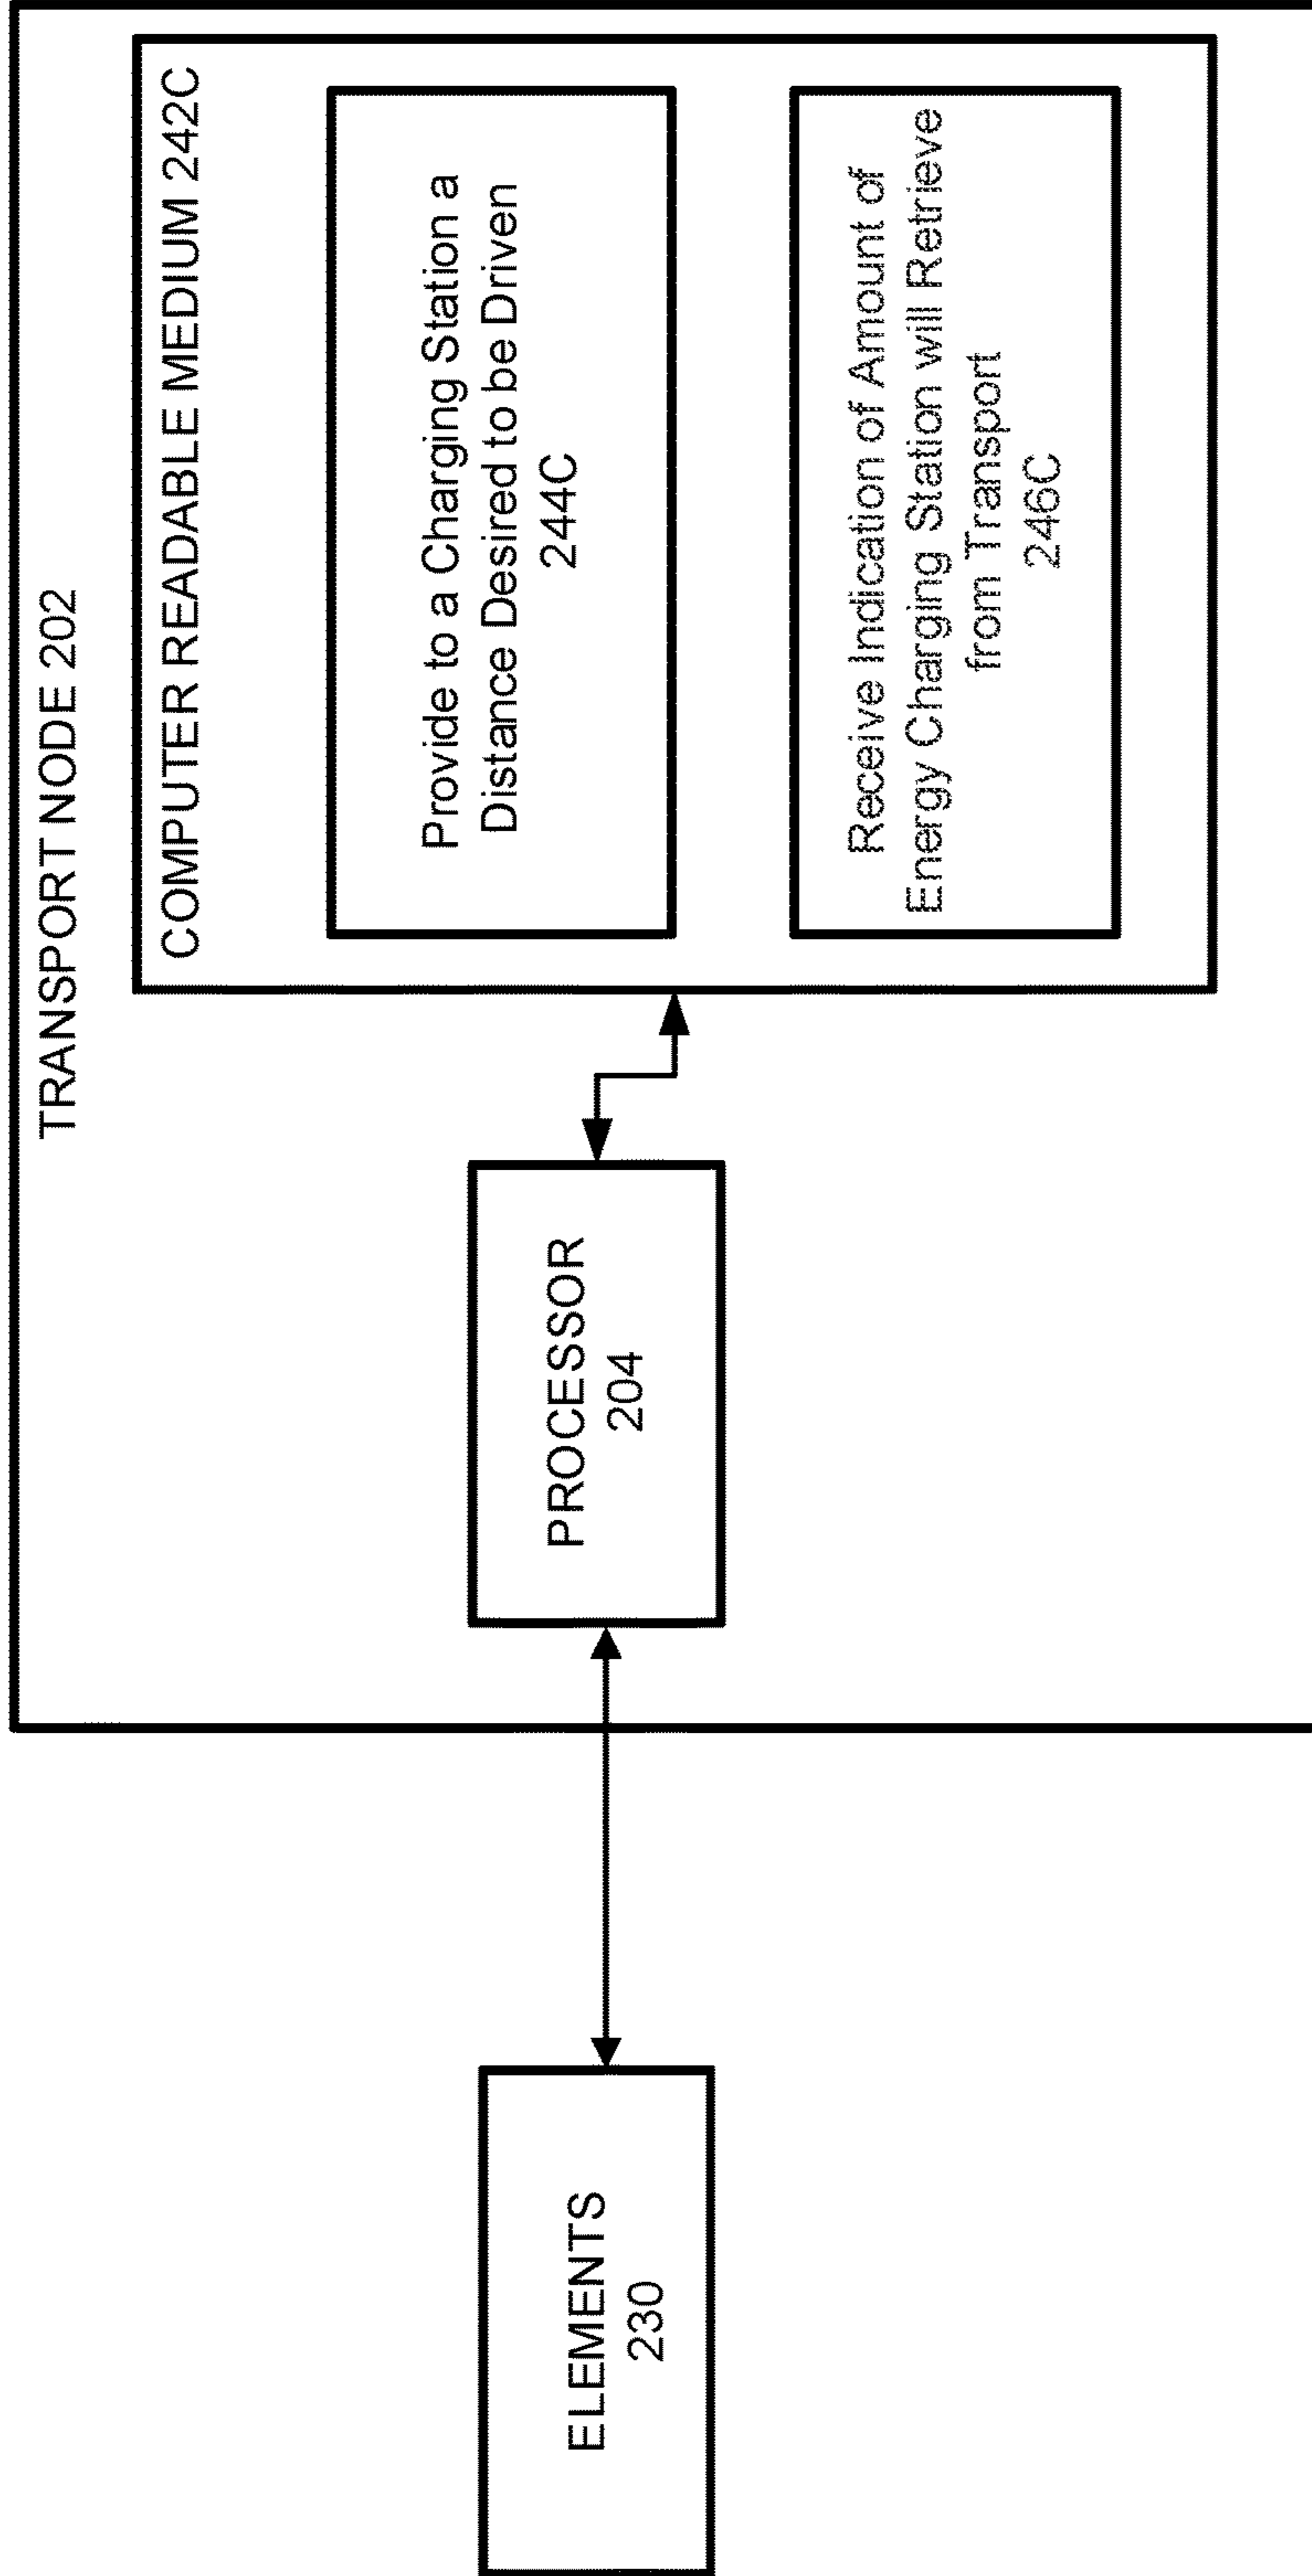 TRANSPORT NODE 202
COMPUTER READABLE MEDIUM 242C
Provide to a Charging Station a
Distance Desired to be Driven
244C
Receive Indication of Amount of
Energy Charging Station will Retrieve
from Transport
246C
PROCESSOR
204
ELEMENTS
230